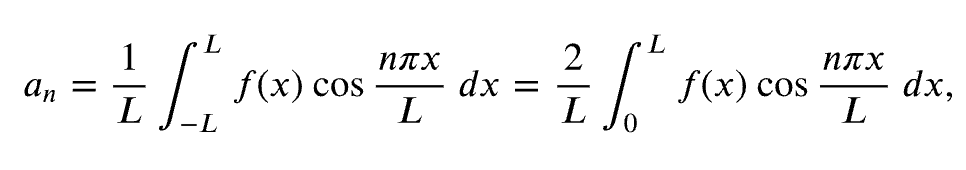 $a_n = \frac{1}{L} \int_{-L}^{L} f(x) \cos \frac{n\pi x}{L} \, dx = \frac{2}{L} \int_{0}^{L} f(x) \cos \frac{n\pi x}{L} \, dx,$